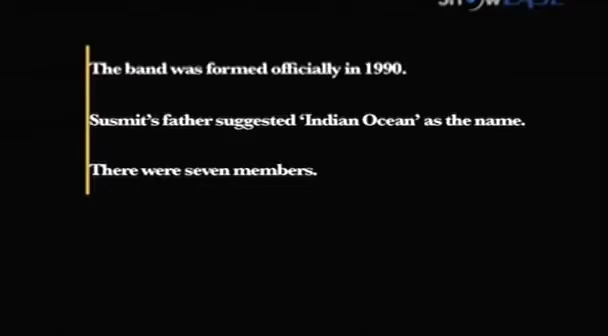 The band was formed officially in 1990.
Susmit's father suggested ‘Indian Ocean’ as the name.
There were seven members.